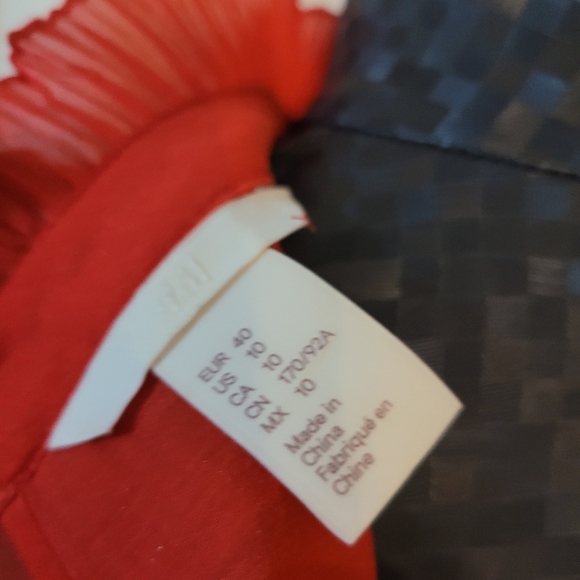 EUR 40
US 10
CA 10
CN 170/92A
MX 10
Made in
China
Fabriqué en
Chine